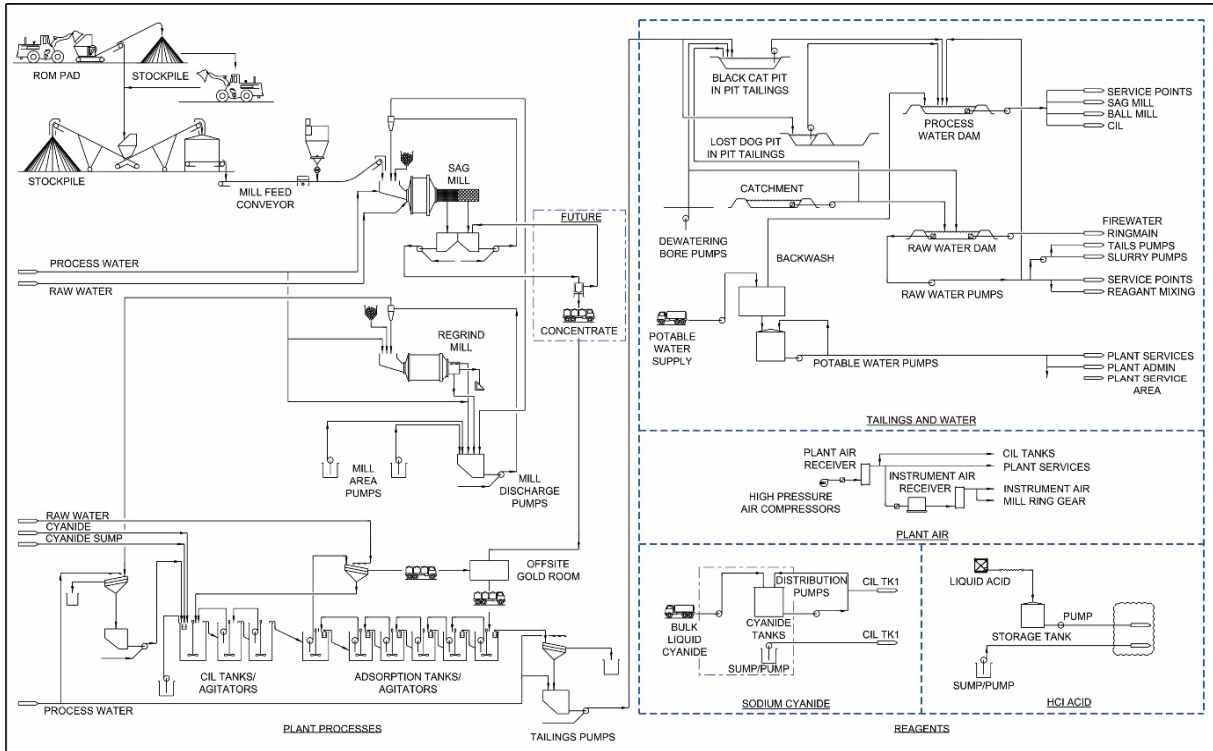 ROM PAD
STOCKPILE
STOCKPILE
MILL FEED
CONVEYOR
SAG
MILL
FUTURE
PROCESS WATER
RAW WATER
CONCENTRATE
REGRIND
MILL
MILL
AREA
PUMPS
MILL
DISCHARGE
PUMPS
RAW WATER
CYANIDE
CYANIDE SUMP
OFFSITE
GOLD ROOM
CIL TANKS/
AGITATORS
ADSORPTION TANKS/
AGITATORS
PROCESS WATER
PLANT PROCESSES
TAILINGS PUMPS
BLACK CAT PIT
IN PIT TAILINGS
LOST DOG PIT
IN PIT TAILINGS
PROCESS
WATER DAM
SERVICE POINTS
SAG MILL
BALL MILL
CIL
CATCHMENT
DEWATERING
BORE PUMPS
BACKWASH
RAW WATER DAM
RAW WATER PUMPS
FIREWATER
RINGMAIN
TAILS PUMPS
SLURRY PUMPS
SERVICE POINTS
REAGENT MIXING
POTABLE
WATER
SUPPLY
POTABLE WATER PUMPS
PLANT SERVICES
PLANT ADMIN
PLANT SERVICE
AREA
TAILINGS AND WATER
PLANT AIR
RECEIVER
CIL TANKS
PLANT SERVICES
INSTRUMENT AIR
RECEIVER
HIGH PRESSURE
AIR COMPRESSORS
INSTRUMENT AIR
MILL RING GEAR
PLANT AIR
DISTRIBUTION
PUMPS
CIL TK1
BULK
LIQUID
CYANIDE
CYANIDE
TANKS
CIL TK1
SUMP/PUMP
SODIUM CYANIDE
LIQUID ACID
PUMP
STORAGE TANK
SUMP/PUMP
HCl ACID
REAGENTS